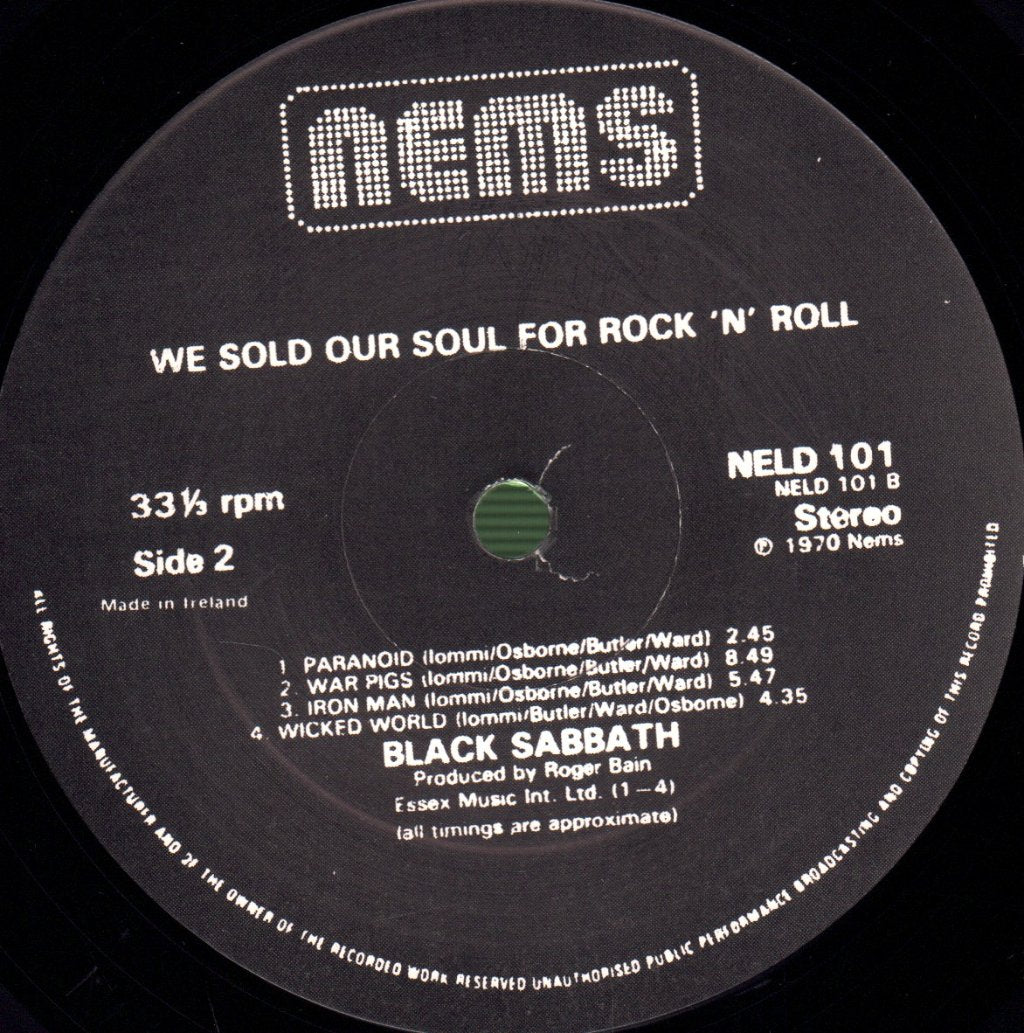 nems
WE SOLD OUR SOUL FOR ROCK 'N' ROLL
33⅓ rpm
Side 2
Made in Ireland
NELD 101
NELD 101 B
Stereo
℗ 1970 Nems
1 PARANOID (Iommi/Osborne/Butler/Ward) 2.45
2. WAR PIGS (Iommi/Osborne/Butler/Ward) 8.49
3. IRON MAN (Iommi/Osborne/Butler/Ward) 5.47
4. WICKED WORLD (Iommi/Butler/Ward/Osborne) 4.35
BLACK SABBATH
Produced by Roger Bain
Essex Music Int. Ltd. (1—4)
(all timings are approximate)
ALL RIGHTS OF THE MANUFACTURER AND OF THE OWNER OF THE RECORDED WORK RESERVED UNAUTHORISED PUBLIC PERFORMANCE BROADCASTING AND COPYING OF THIS RECORD PROHIBITED